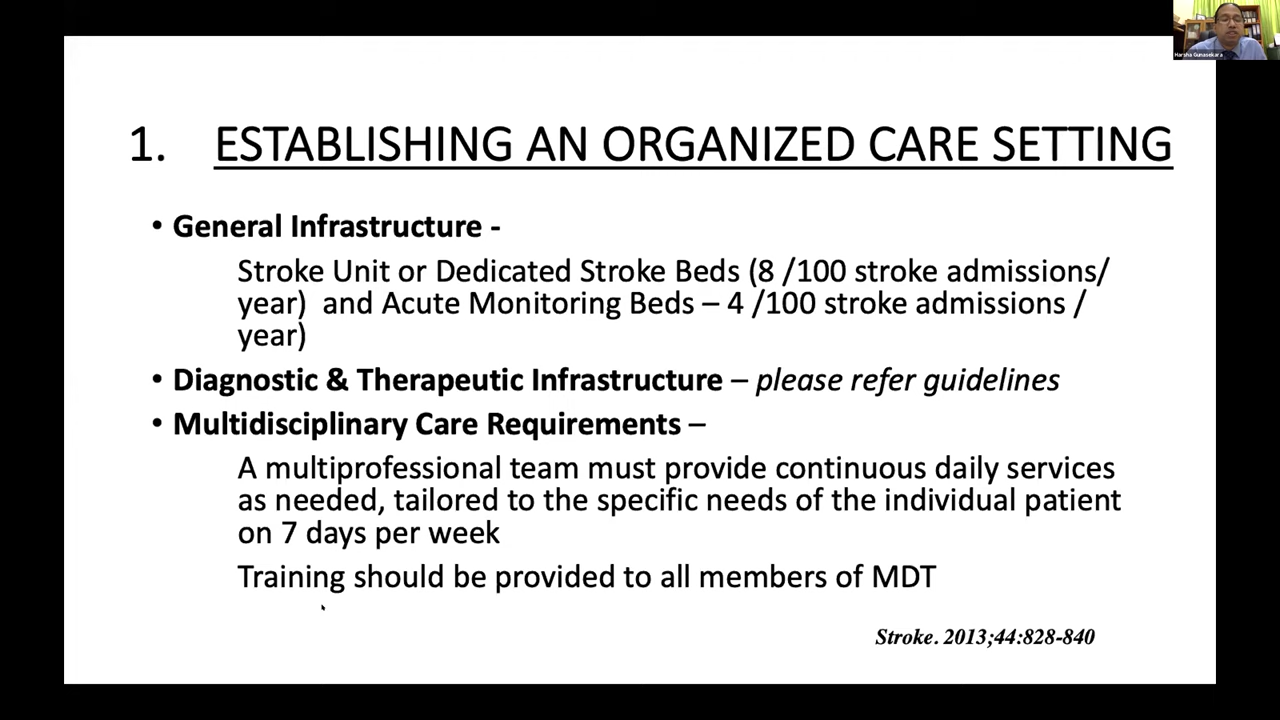 Harsha Gunasekara
1. ESTABLISHING AN ORGANIZED CARE SETTING
• General Infrastructure -
Stroke Unit or Dedicated Stroke Beds (8 /100 stroke admissions/
year) and Acute Monitoring Beds – 4 /100 stroke admissions /
year)
• Diagnostic & Therapeutic Infrastructure – please refer guidelines
• Multidisciplinary Care Requirements –
A multiprofessional team must provide continuous daily services
as needed, tailored to the specific needs of the individual patient
on 7 days per week
Training should be provided to all members of MDT
Stroke. 2013;44:828-840